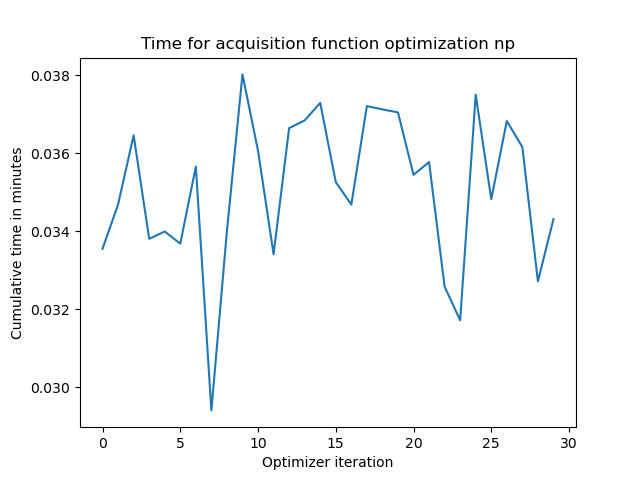 Time for acquisition function optimization np
0.038
0.036
0.034
0.032
0.030
Cumulative time in minutes
0 5 10 15 20 25 30
Optimizer iteration